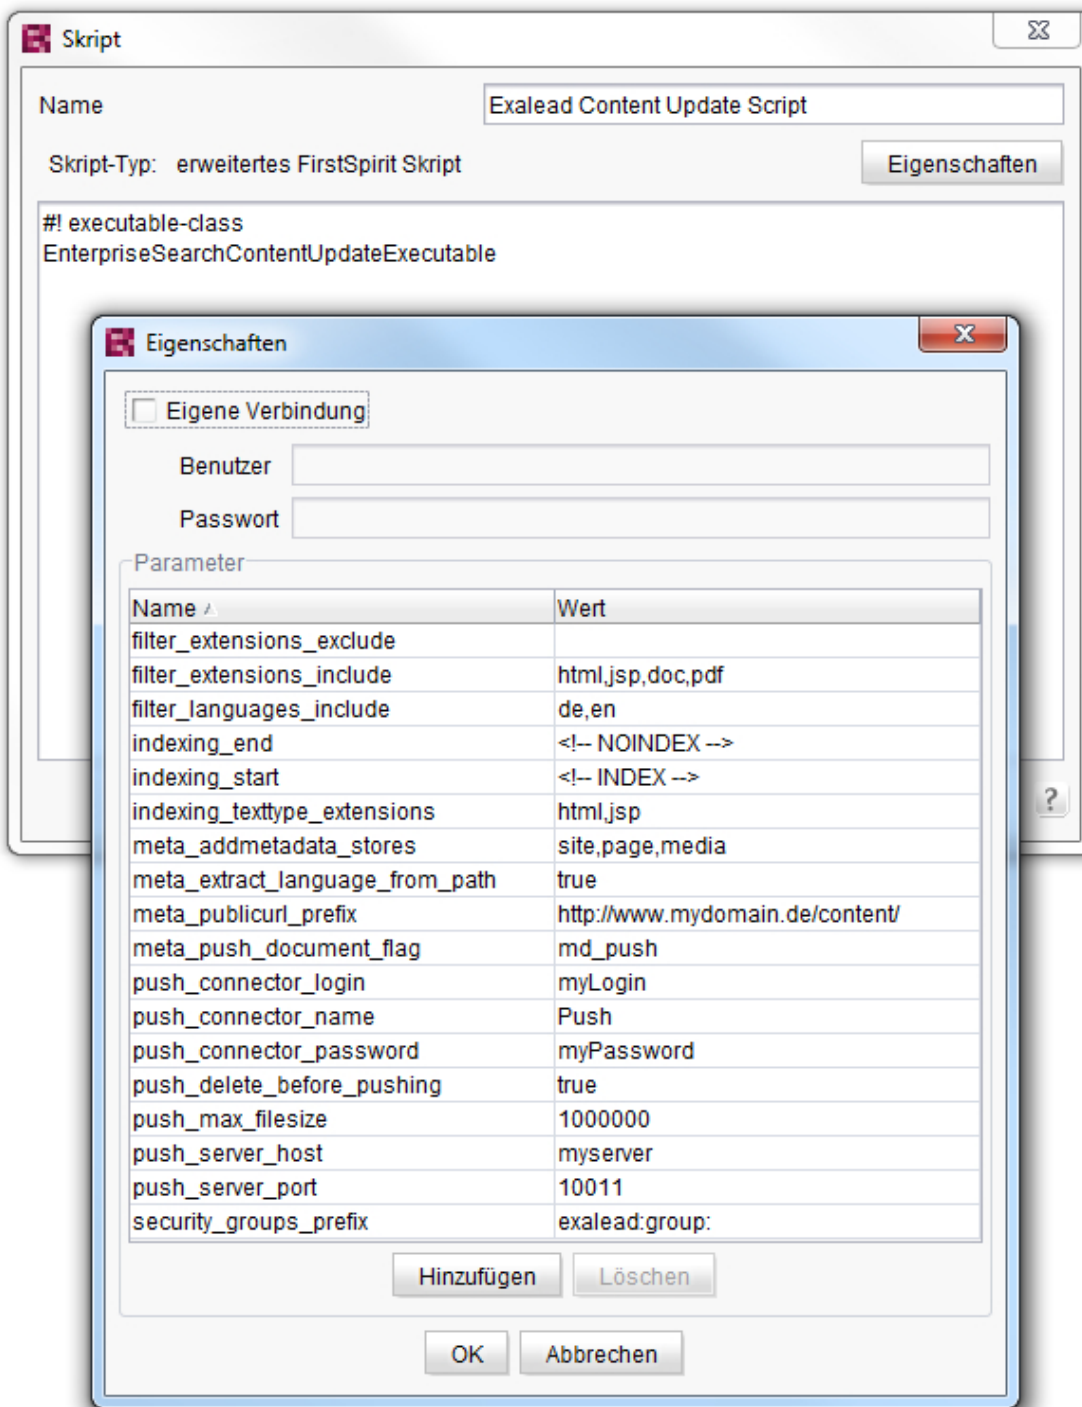 Skript
Name Exalead Content Update Script
Skript-Typ: erweitertes FirstSpirit Skript Eigenschaften
#! executable-class
EnterpriseSearchContentUpdateExecutable
Eigenschaften
Eigene Verbindung
Benutzer
Passwort
Parameter
Name Wert
filter_extensions_exclude
filter_extensions_include html,jsp,doc,pdf
filter_languages_include de,en
indexing_end <!-- NOINDEX -->
indexing_start <!-- INDEX -->
indexing_texttype_extensions html,jsp
meta_addmetadata_stores site,page,media
meta_extract_language_from_path true
meta_publicurl_prefix http://www.mydomain.de/content/
meta_push_document_flag md_push
push_connector_login myLogin
push_connector_name Push
push_connector_password myPassword
push_delete_before_pushing true
push_max_filesize 1000000
push_server_host myserver
push_server_port 10011
security_groups_prefix exalead:group:
Hinzufügen Löschen
OK Abbrechen
?